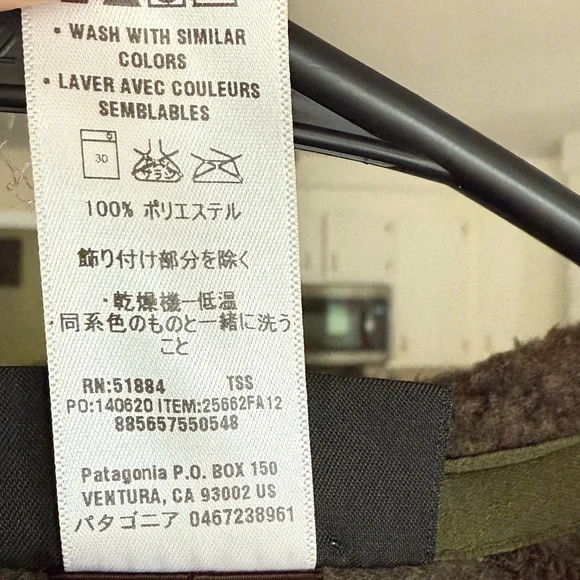 • WASH WITH SIMILAR
COLORS
• LAVER AVEC COULEURS
SEMBLABLES
30
100% ポリエステル
飾り付け部分を除く
・乾燥機一低温
・同系色のものと一緒に洗う
こと
RN:51884 TSS
PO:140620 ITEM:25662FA12
885657550548
Patagonia P.O. BOX 150
VENTURA, CA 93002 US
パタゴニア 0467238961